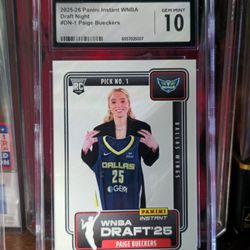 2025-26 Panini Instant WNBA
Draft Night
#DN-1 Paige Bueckers
GEM MINT
10
RC
PICK NO. 1
DALLAS WINGS
DALLAS
25
PANINI
INSTANT
WNBA
DRAFT'25
PAIGE BUECKERS